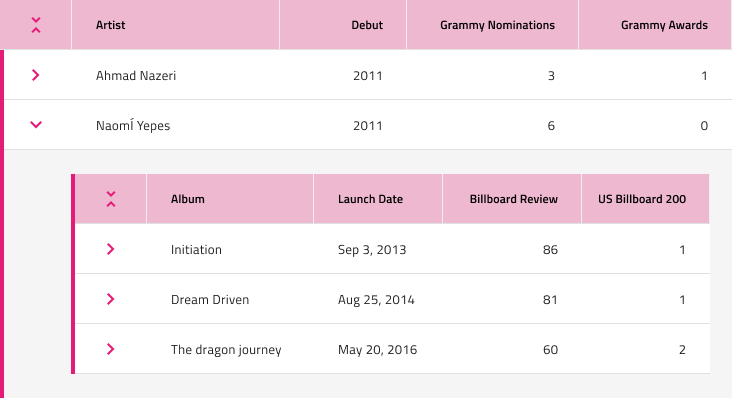 Artist Debut Grammy Nominations Grammy Awards
Ahmad Nazeri 2011 3 1
NaomÍ Yepes 2011 6 0
Album Launch Date Billboard Review US Billboard 200
Initiation Sep 3, 2013 86 1
Dream Driven Aug 25, 2014 81 1
The dragon journey May 20, 2016 60 2